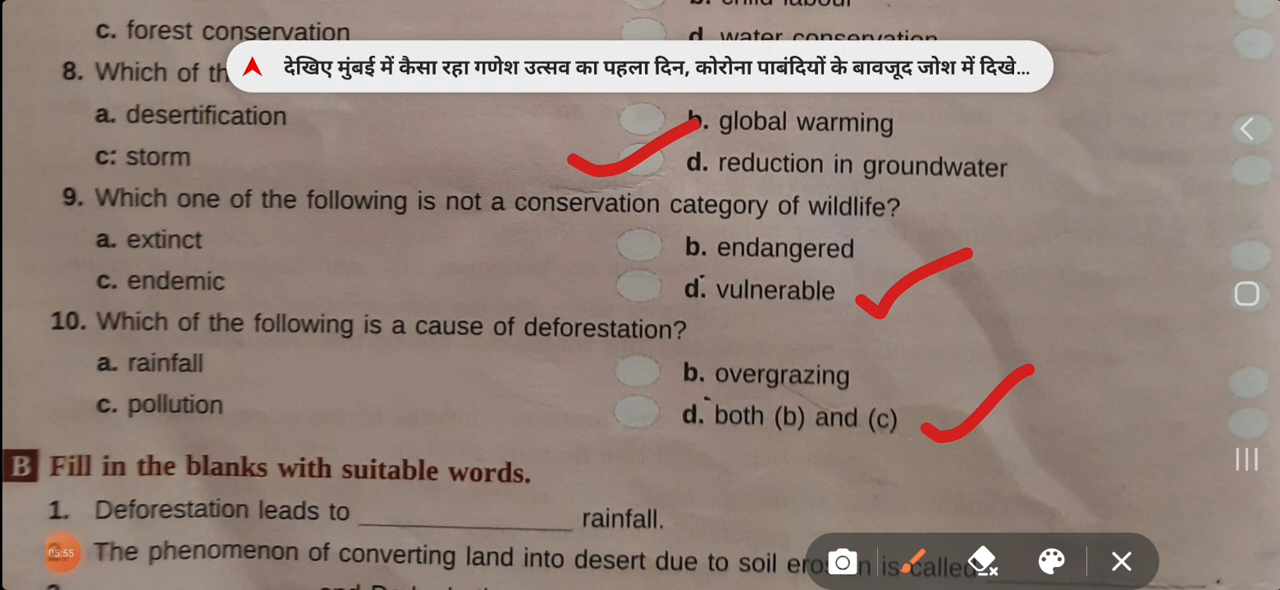 c. forest conservation
d. water conservation
8. Which of th
देखिए मुंबई में कैसा रहा गणेश उत्सव का पहला दिन, कोरोना पाबंदियों के बावजूद जोश में दिखे...
a. desertification
b. global warming
c. storm
d. reduction in groundwater
9. Which one of the following is not a conservation category of wildlife?
a. extinct
b. endangered
c. endemic
d. vulnerable
10. Which of the following is a cause of deforestation?
a. rainfall
b. overgrazing
c. pollution
d. both (b) and (c)
B Fill in the blanks with suitable words.
1. Deforestation leads to ____________ rainfall.
05:55
The phenomenon of converting land into desert due to soil erosion is called